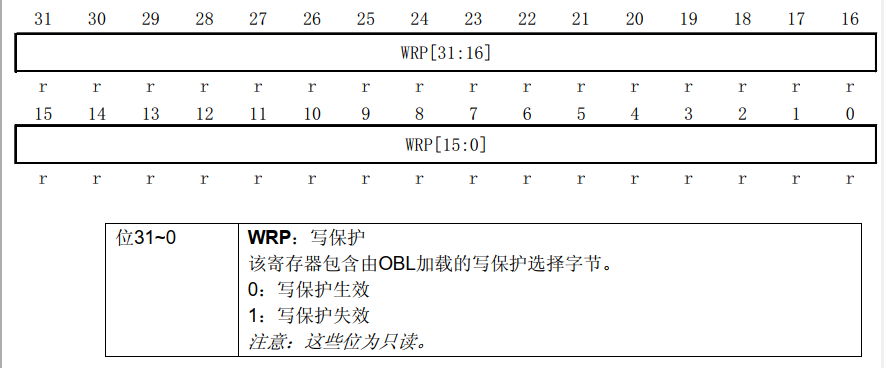 31 30 29 28 27 26 25 24 23 22 21 20 19 18 17 16
WRP[31:16]
r r r r r r r r r r r r r r r r
15 14 13 12 11 10 9 8 7 6 5 4 3 2 1 0
WRP[15:0]
r r r r r r r r r r r r r r r r
位31~0 WRP：写保护
该寄存器包含由OBL加载的写保护选择字节。
0：写保护生效
1：写保护失效
注意：这些位为只读。